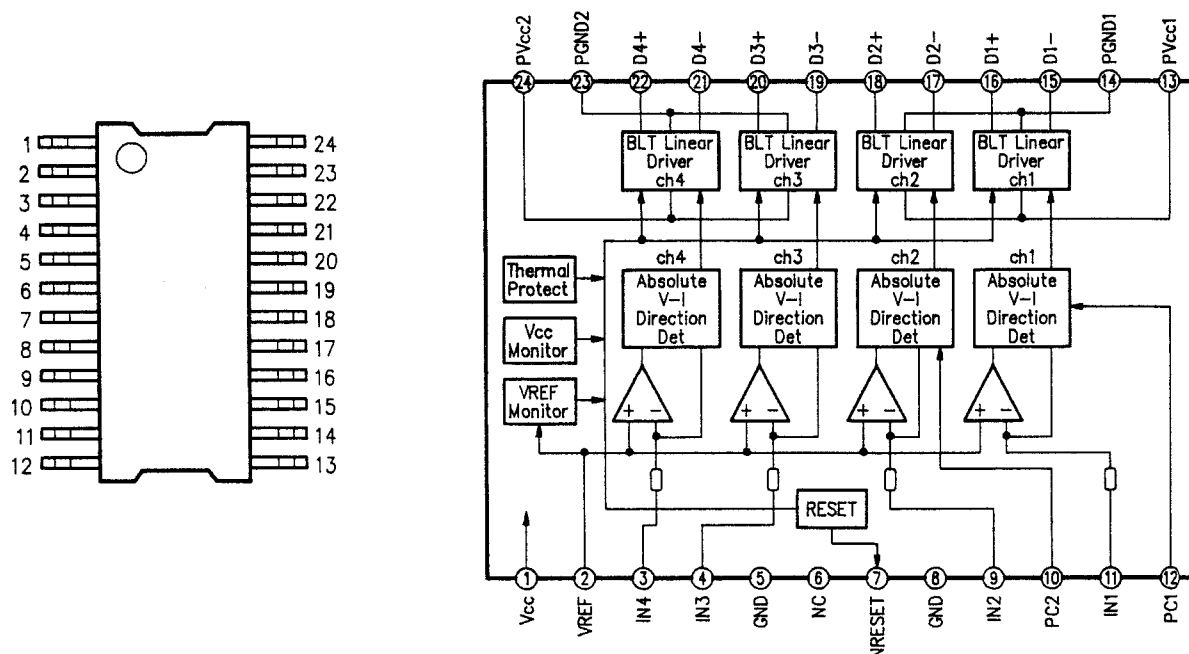 1
2
3
4
5
6
7
8
9
10
11
12
24
23
22
21
20
19
18
17
16
15
14
13
PVcc2
PGND2
D4+
D4-
D3+
D3-
D2+
D2-
D1+
D1-
PGND1
PVcc1
24
23
22
21
20
19
18
17
16
15
14
13
BLT Linear
Driver
ch4
BLT Linear
Driver
ch3
BLT Linear
Driver
ch2
BLT Linear
Driver
ch1
Thermal
Protect
Vcc
Monitor
VREF
Monitor
ch4
Absolute
V-I
Direction
Det
ch3
Absolute
V-I
Direction
Det
ch2
Absolute
V-I
Direction
Det
ch1
Absolute
V-I
Direction
Det
+ -
+ -
+ -
+ -
RESET
1
2
3
4
5
6
7
8
9
10
11
12
Vcc
VREF
IN4
IN3
GND
NC
NRESET
GND
IN2
PC2
IN1
PC1